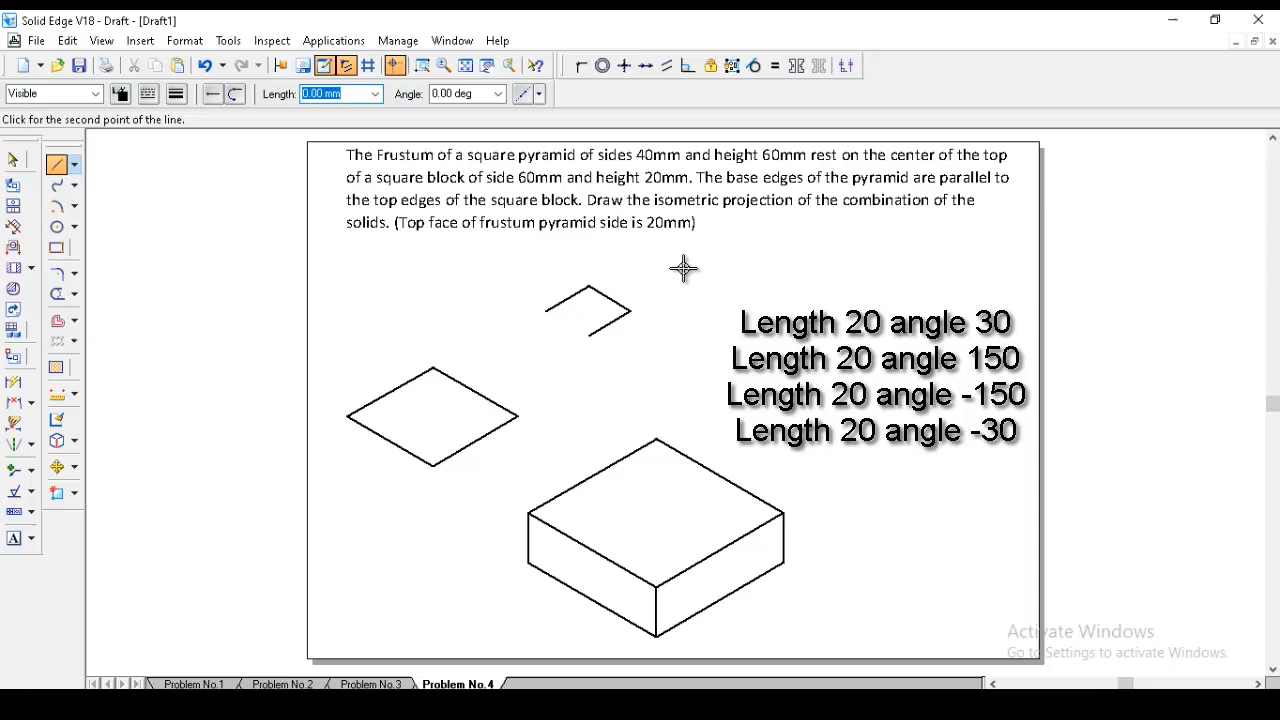 Solid Edge V18 - Draft - [Draft1]
File Edit View Insert Format Tools Inspect Applications Manage Window Help
Visible Length: 0.00 mm Angle: 0.00 deg
Click for the second point of the line.
The Frustum of a square pyramid of sides 40mm and height 60mm rest on the center of the top
of a square block of side 60mm and height 20mm. The base edges of the pyramid are parallel to
the top edges of the square block. Draw the isometric projection of the combination of the
solids. (Top face of frustum pyramid side is 20mm)
Length 20 angle 30
Length 20 angle 150
Length 20 angle -150
Length 20 angle -30
A
Activate Windows
Go to Settings to activate Windows.
Problem No.1 Problem No.2 Problem No.3 Problem No.4